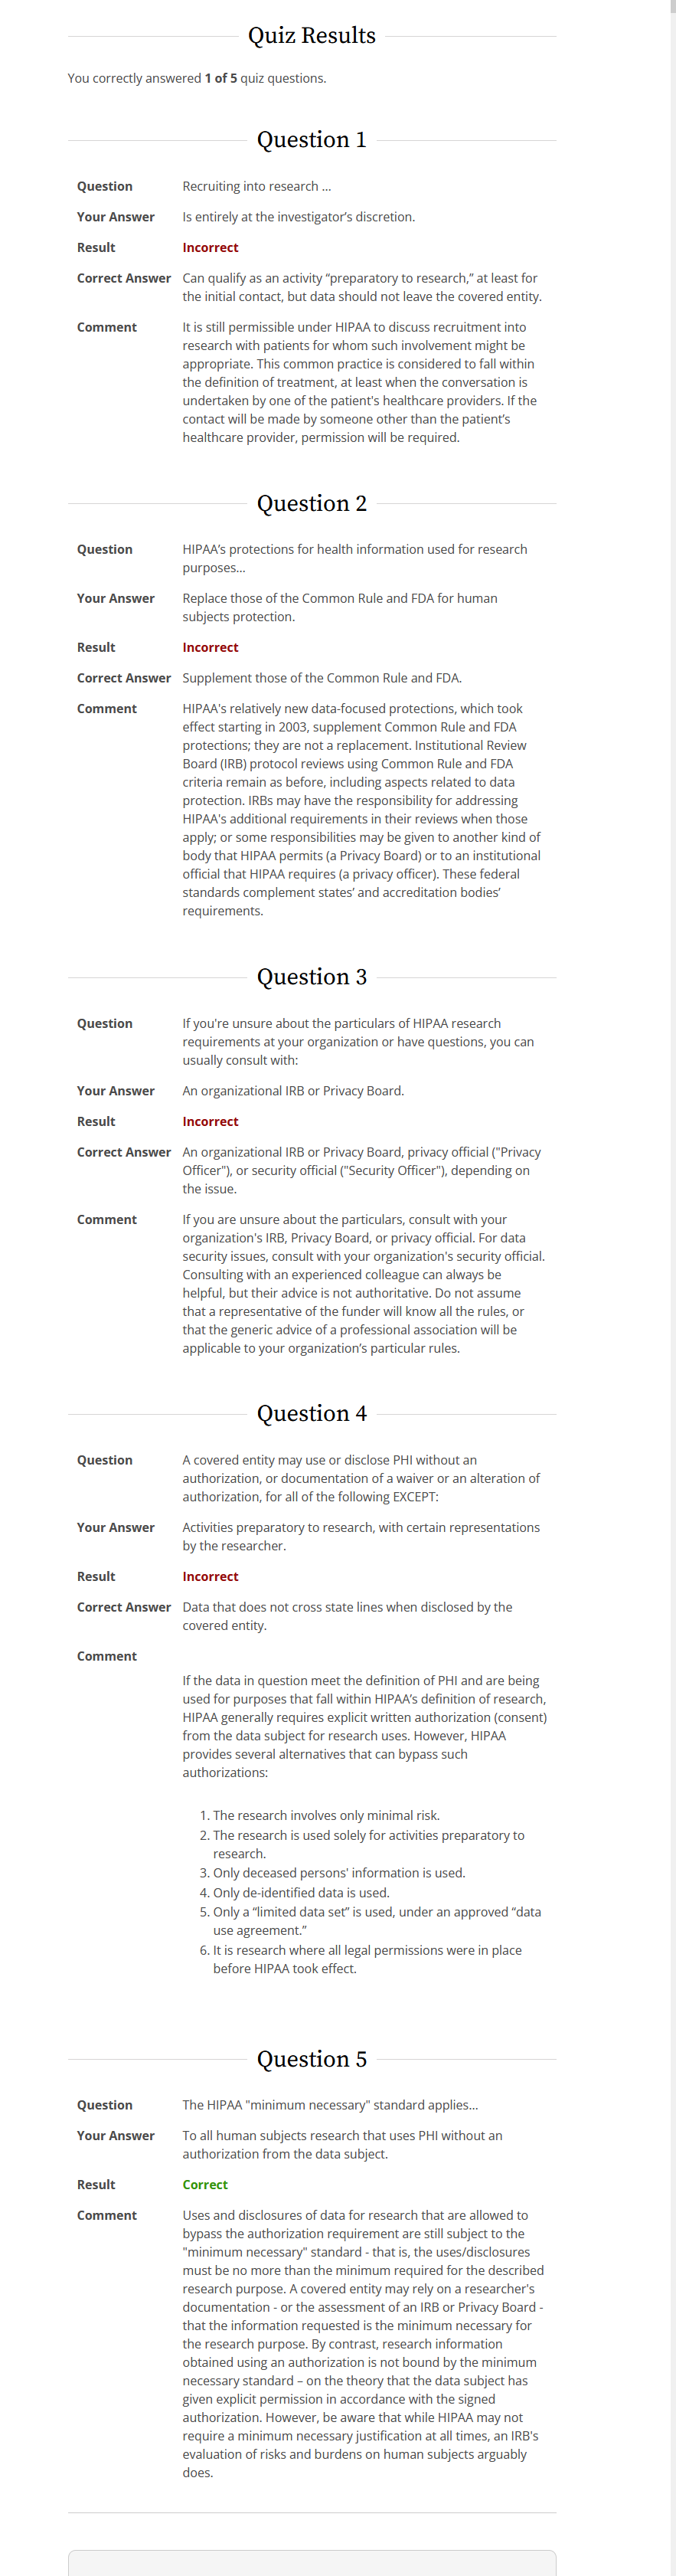 Quiz Results
You correctly answered 1 of 5 quiz questions.
Question 1
Question Recruiting into research ...
Your Answer Is entirely at the investigator’s discretion.
Result Incorrect
Correct Answer Can qualify as an activity “preparatory to research,” at least for
the initial contact, but data should not leave the covered entity.
Comment It is still permissible under HIPAA to discuss recruitment into
research with patients for whom such involvement might be
appropriate. This common practice is considered to fall within
the definition of treatment, at least when the conversation is
undertaken by one of the patient's healthcare providers. If the
contact will be made by someone other than the patient’s
healthcare provider, permission will be required.
Question 2
Question HIPAA’s protections for health information used for research
purposes...
Your Answer Replace those of the Common Rule and FDA for human
subjects protection.
Result Incorrect
Correct Answer Supplement those of the Common Rule and FDA.
Comment HIPAA's relatively new data-focused protections, which took
effect starting in 2003, supplement Common Rule and FDA
protections; they are not a replacement. Institutional Review
Board (IRB) protocol reviews using Common Rule and FDA
criteria remain as before, including aspects related to data
protection. IRBs may have the responsibility for addressing
HIPAA's additional requirements in their reviews when those
apply; or some responsibilities may be given to another kind of
body that HIPAA permits (a Privacy Board) or to an institutional
official that HIPAA requires (a privacy officer). These federal
standards complement states’ and accreditation bodies’
requirements.
Question 3
Question If you're unsure about the particulars of HIPAA research
requirements at your organization or have questions, you can
usually consult with:
Your Answer An organizational IRB or Privacy Board.
Result Incorrect
Correct Answer An organizational IRB or Privacy Board, privacy official ("Privacy
Officer"), or security official ("Security Officer"), depending on
the issue.
Comment If you are unsure about the particulars, consult with your
organization's IRB, Privacy Board, or privacy official. For data
security issues, consult with your organization's security official.
Consulting with an experienced colleague can always be
helpful, but their advice is not authoritative. Do not assume
that a representative of the funder will know all the rules, or
that the generic advice of a professional association will be
applicable to your organization’s particular rules.
Question 4
Question A covered entity may use or disclose PHI without an
authorization, or documentation of a waiver or an alteration of
authorization, for all of the following EXCEPT:
Your Answer Activities preparatory to research, with certain representations
by the researcher.
Result Incorrect
Correct Answer Data that does not cross state lines when disclosed by the
covered entity.
Comment
If the data in question meet the definition of PHI and are being
used for purposes that fall within HIPAA’s definition of research,
HIPAA generally requires explicit written authorization (consent)
from the data subject for research uses. However, HIPAA
provides several alternatives that can bypass such
authorizations:
1. The research involves only minimal risk.
2. The research is used solely for activities preparatory to
research.
3. Only deceased persons' information is used.
4. Only de-identified data is used.
5. Only a “limited data set” is used, under an approved “data
use agreement.”
6. It is research where all legal permissions were in place
before HIPAA took effect.
Question 5
Question The HIPAA "minimum necessary" standard applies...
Your Answer To all human subjects research that uses PHI without an
authorization from the data subject.
Result Correct
Comment Uses and disclosures of data for research that are allowed to
bypass the authorization requirement are still subject to the
"minimum necessary" standard - that is, the uses/disclosures
must be no more than the minimum required for the described
research purpose. A covered entity may rely on a researcher's
documentation - or the assessment of an IRB or Privacy Board -
that the information requested is the minimum necessary for
the research purpose. By contrast, research information
obtained using an authorization is not bound by the minimum
necessary standard – on the theory that the data subject has
given explicit permission in accordance with the signed
authorization. However, be aware that while HIPAA may not
require a minimum necessary justification at all times, an IRB's
evaluation of risks and burdens on human subjects arguably
does.